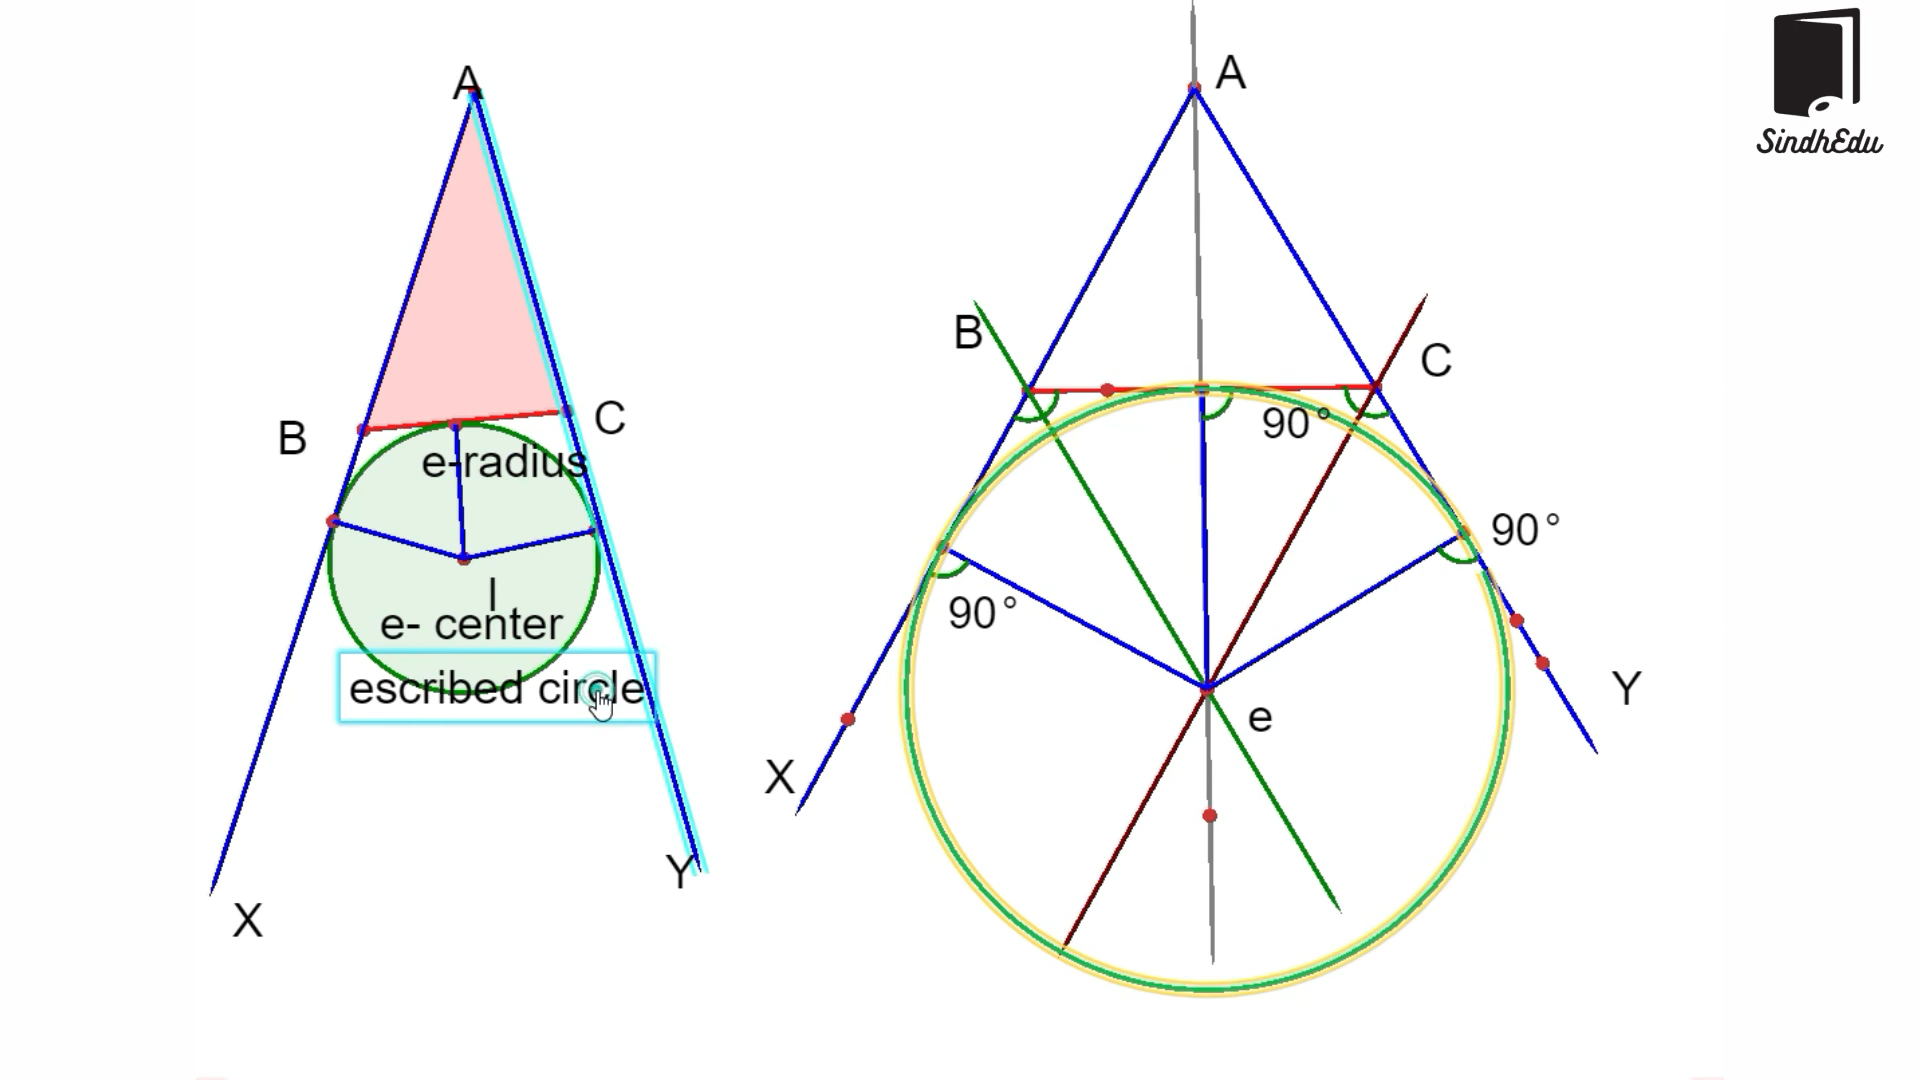 A
B
C
e-radius
I
e- center
escribed circle
X
Y
A
B
C
90°
90°
90°
e
X
Y
SindhEdu